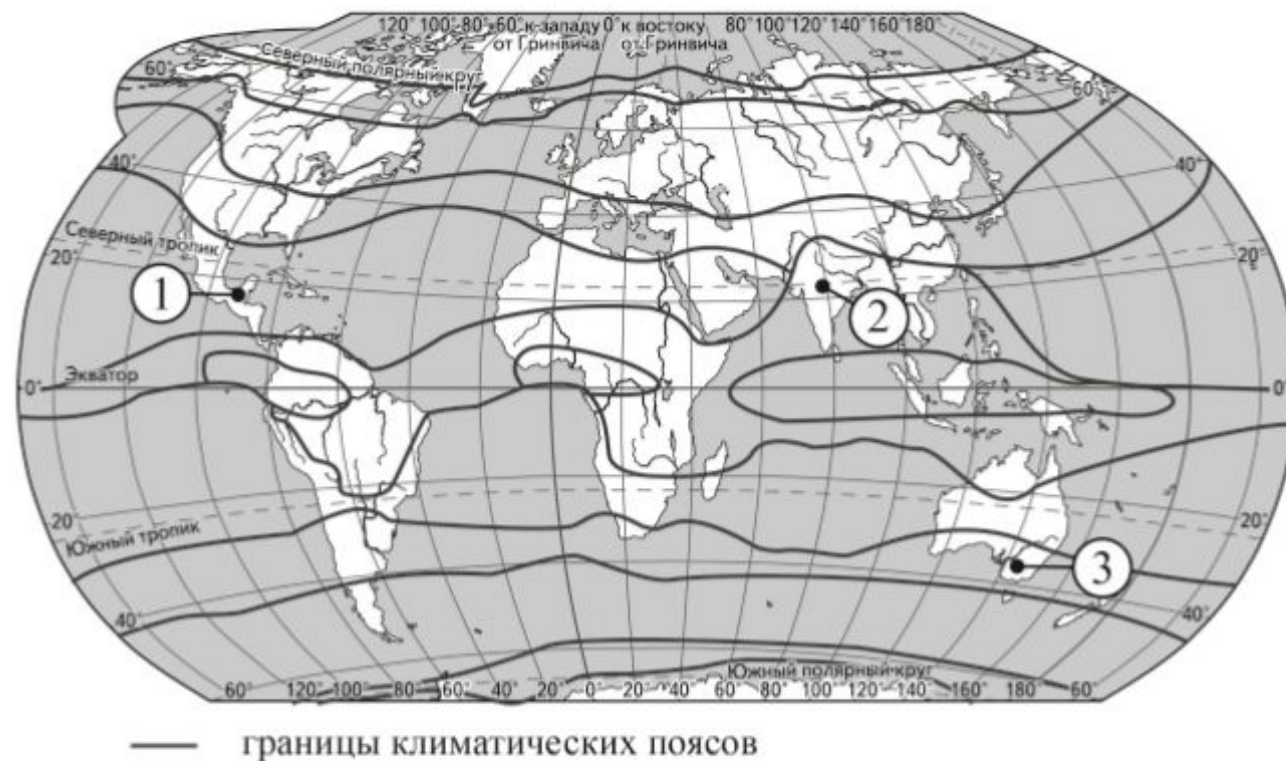 120° 100° 80° 60° к западу 0° к востоку 80° 100° 120° 140° 160° 180°
от Гринвича от Гринвича
Северный полярный круг
60° 60°
40° 40°
Северный тропик
20° 20°
1
2
Экватор
0° 0°
20° 20°
Южный тропик
3
40° 40°
Южный полярный круг
60° 120° 100° 80° 60° 40° 20° 0° 20° 40° 60° 80° 100° 120° 140° 160° 180° 60°
границы климатических поясов